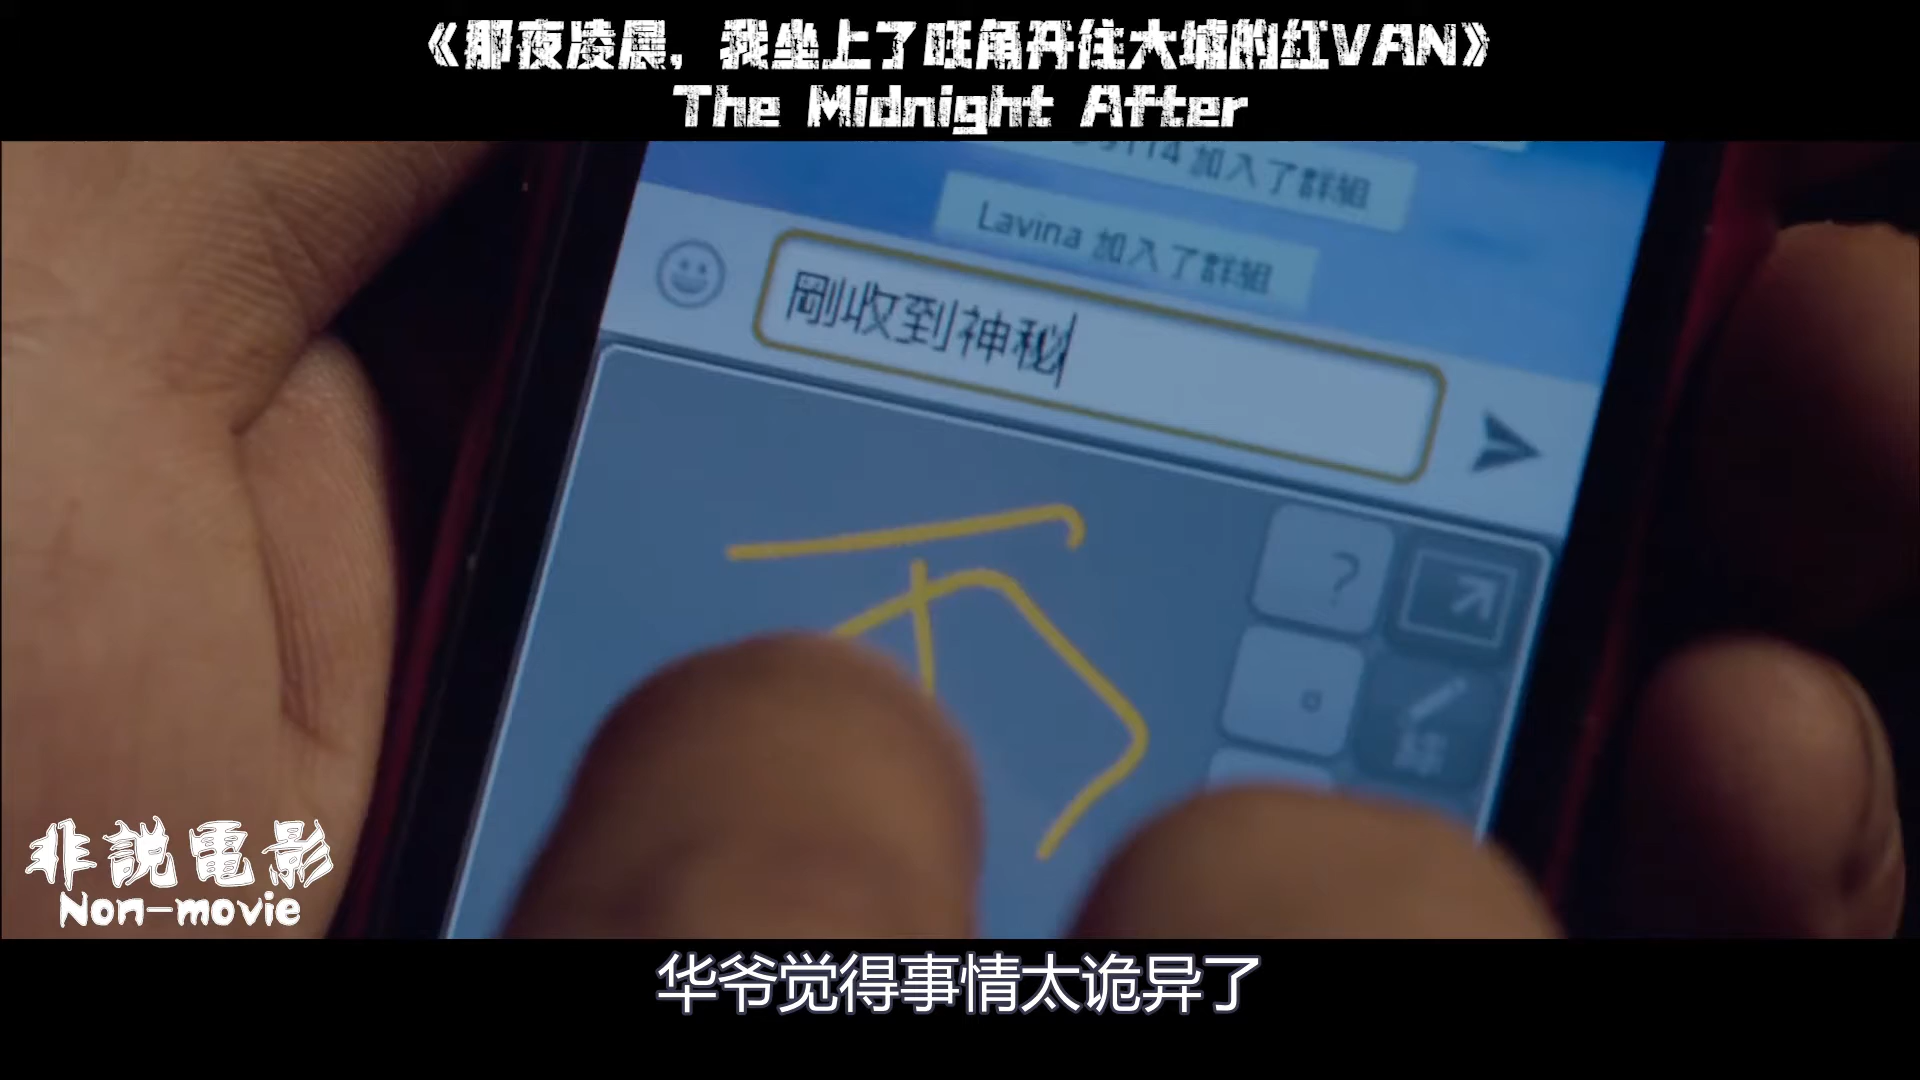 《那夜凌晨，我坐上了旺角开往大埔的红VAN》
The Midnight After
114 加入了群組
Lavina 加入了群組
剛收到神秘
?
。
非說電影
Non-movie
华爷觉得事情太诡异了